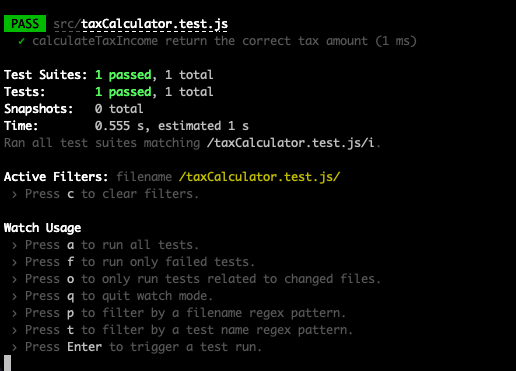 PASS src/taxCalculator.test.js
✓ calculateTaxIncome return the correct tax amount (1 ms)
Test Suites: 1 passed, 1 total
Tests: 1 passed, 1 total
Snapshots: 0 total
Time: 0.555 s, estimated 1 s
Ran all test suites matching /taxCalculator.test.js/i.
Active Filters: filename /taxCalculator.test.js/
› Press c to clear filters.
Watch Usage
› Press a to run all tests.
› Press f to run only failed tests.
› Press o to only run tests related to changed files.
› Press q to quit watch mode.
› Press p to filter by a filename regex pattern.
› Press t to filter by a test name regex pattern.
› Press Enter to trigger a test run.